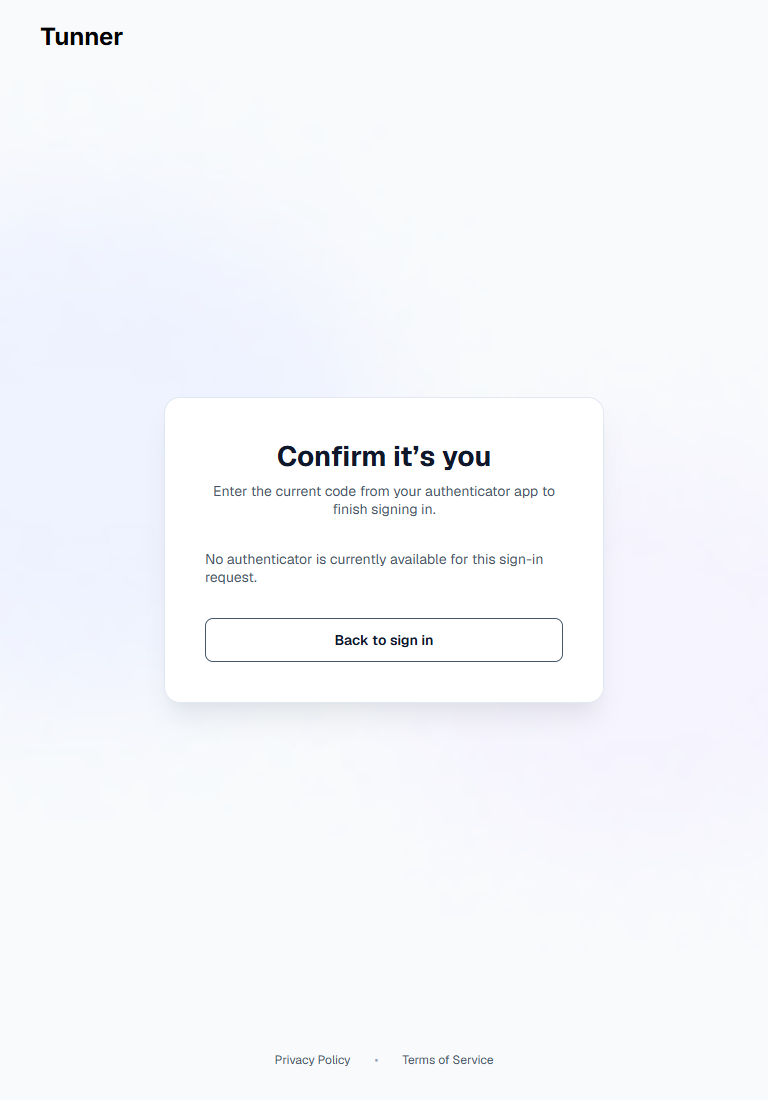 Tunner
Confirm it’s you
Enter the current code from your authenticator app to
finish signing in.
No authenticator is currently available for this sign-in
request.
Back to sign in
Privacy Policy • Terms of Service